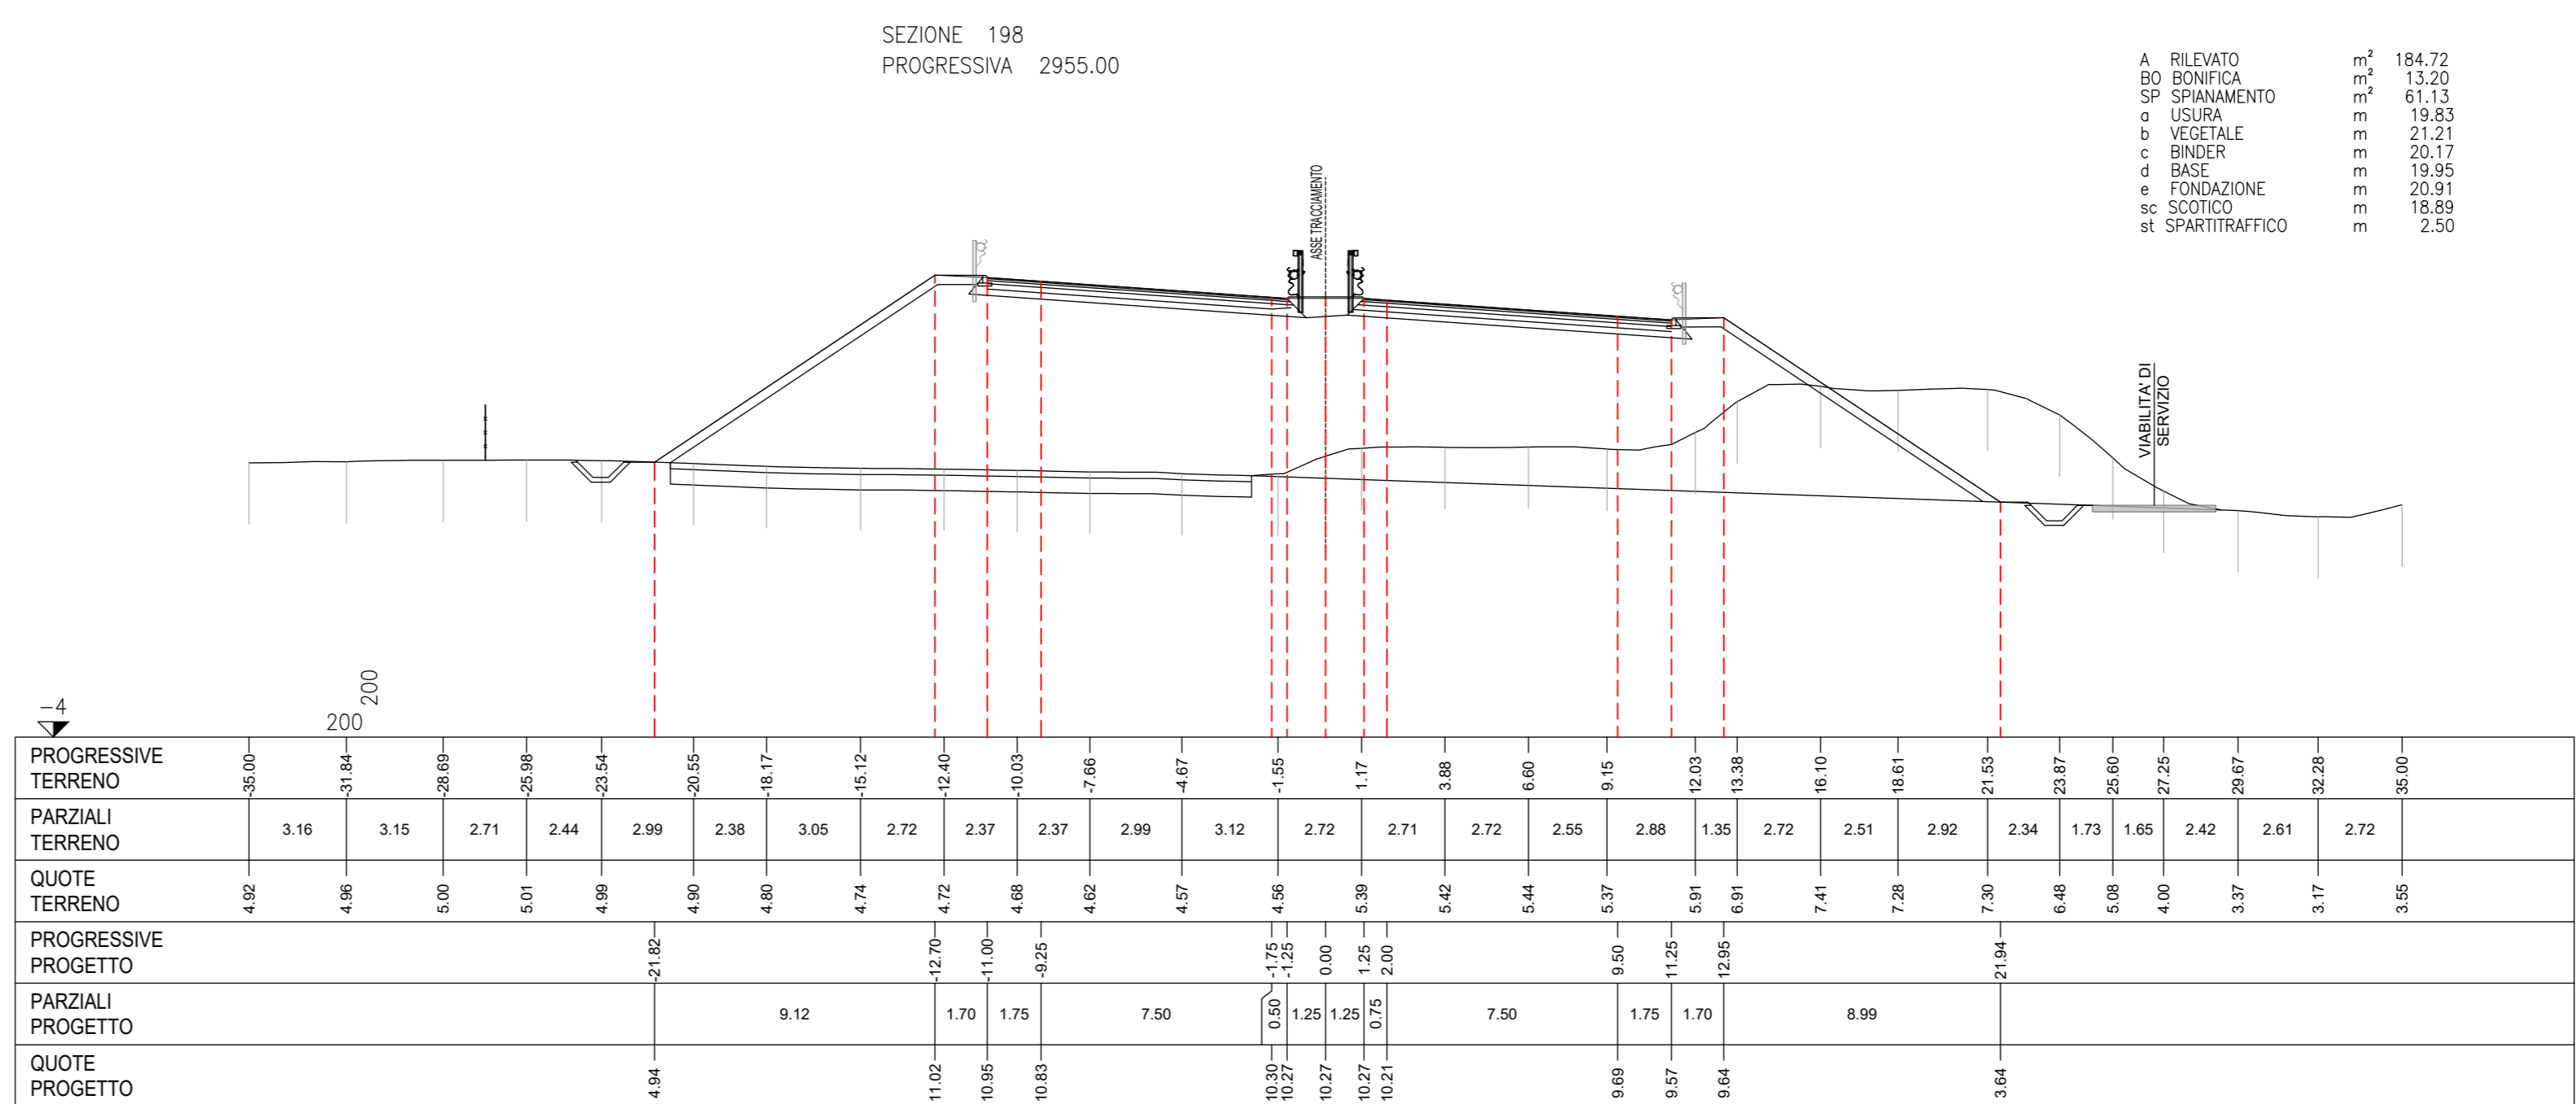 SEZIONE 198
PROGRESSIVA 2955.00
A RILEVATO m² 184.72
BO BONIFICA m² 13.20
SP SPIANAMENTO m² 61.13
a USURA m 19.83
b VEGETALE m 21.21
c BINDER m 20.17
d BASE m 19.95
e FONDAZIONE m 20.91
sc SCOTICO m 18.89
st SPARTITRAFFICO m 2.50
ASSE TRACCIAMENTO
VIABILITA' DI
SERVIZIO
-4
200
200
PROGRESSIVE
TERRENO
-35.00 -31.84 -28.69 -25.98 -23.54 -20.55 -18.17 -15.12 -12.40 -10.03 -7.66 -4.67 -1.55 1.17 3.88 6.60 9.15 12.03 13.38 16.10 18.61 21.53 23.87 25.60 27.25 29.67 32.28 35.00
PARZIALI
TERRENO
3.16 3.15 2.71 2.44 2.99 2.38 3.05 2.72 2.37 2.37 2.99 3.12 2.72 2.71 2.72 2.55 2.88 1.35 2.72 2.51 2.92 2.34 1.73 1.65 2.42 2.61 2.72
QUOTE
TERRENO
4.92 4.96 5.00 5.01 4.99 4.90 4.80 4.74 4.72 4.68 4.62 4.57 4.56 5.39 5.42 5.44 5.37 5.91 6.91 7.41 7.28 7.30 6.48 5.08 4.00 3.37 3.17 3.55
PROGRESSIVE
PROGETTO
-21.82 -12.70 -11.00 -9.25 -1.75 -1.25 0.00 1.25 2.00 9.50 11.25 12.95 21.94
PARZIALI
PROGETTO
9.12 1.70 1.75 7.50 0.50 1.25 1.25 0.75 7.50 1.75 1.70 8.99
QUOTE
PROGETTO
4.94 11.02 10.95 10.83 10.30 10.27 10.27 10.27 10.21 9.69 9.57 9.64 3.64